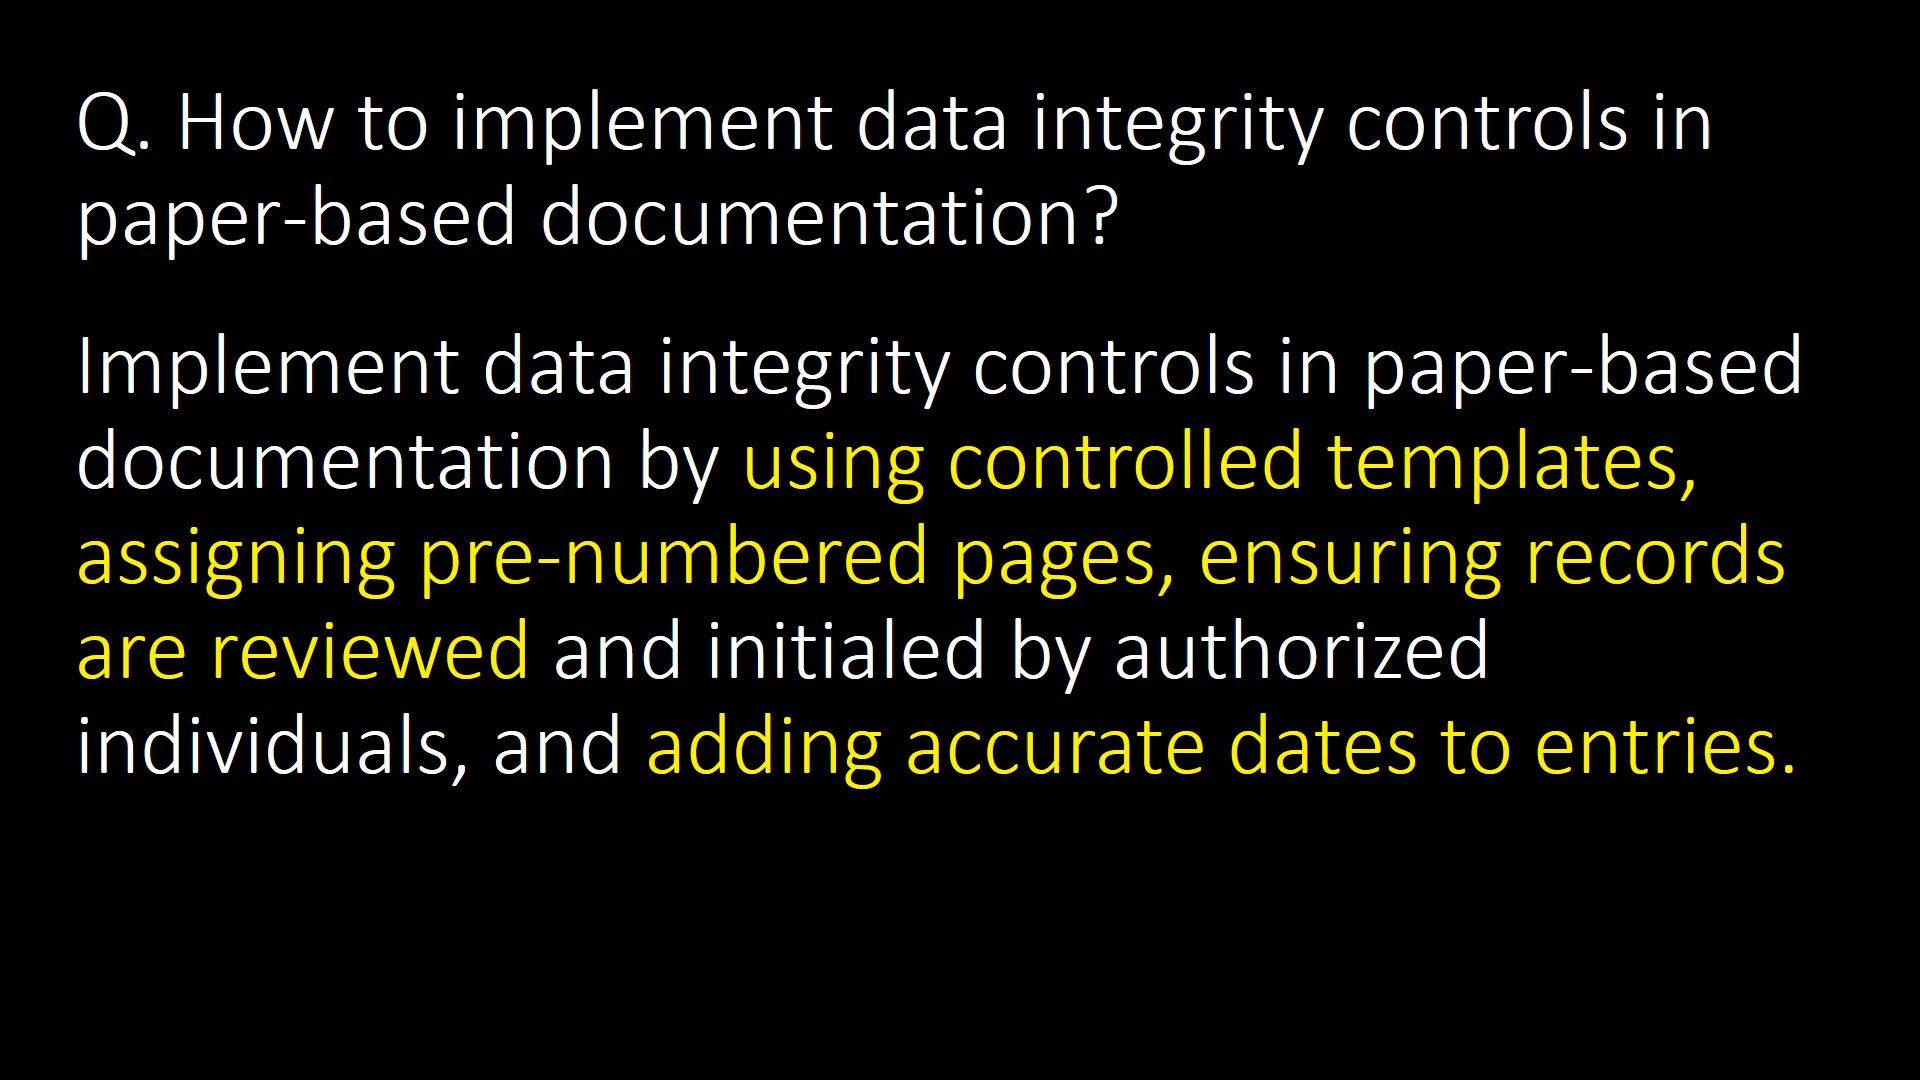 Q. How to implement data integrity controls in
paper-based documentation?
Implement data integrity controls in paper-based
documentation by using controlled templates,
assigning pre-numbered pages, ensuring records
are reviewed and initialed by authorized
individuals, and adding accurate dates to entries.